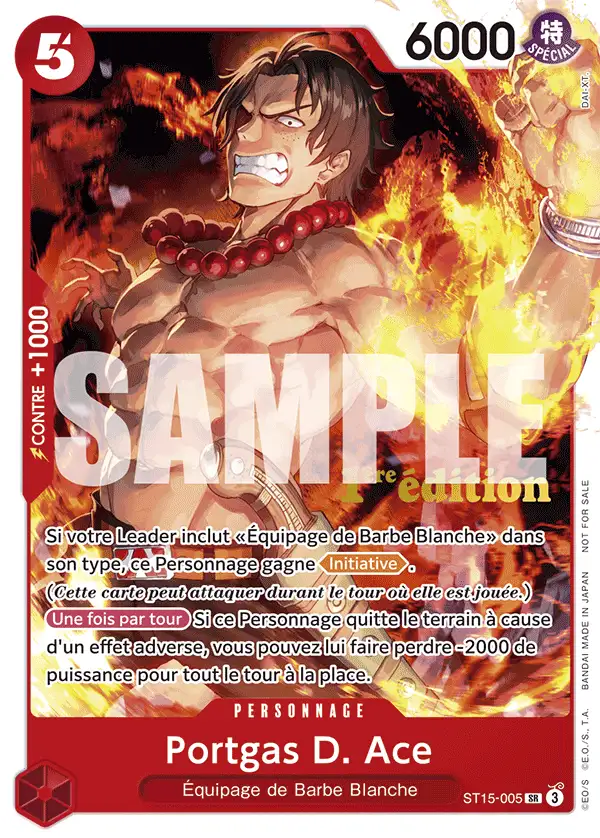 5
6000
特
SPÉCIAL
DAI-XT.
CONTRE +1000
SAMPLE
1ère édition
Si votre Leader inclut «Équipage de Barbe Blanche» dans
son type, ce Personnage gagne Initiative.
(Cette carte peut attaquer durant le tour où elle est jouée.)
Une fois par tour Si ce Personnage quitte le terrain à cause
d'un effet adverse, vous pouvez lui faire perdre -2000 de
puissance pour tout le tour à la place.
PERSONNAGE
Portgas D. Ace
Équipage de Barbe Blanche
ST15-005 SR 3
©EO/S ©E.O./S., T.A. BANDAI MADE IN JAPAN NOT FOR SALE